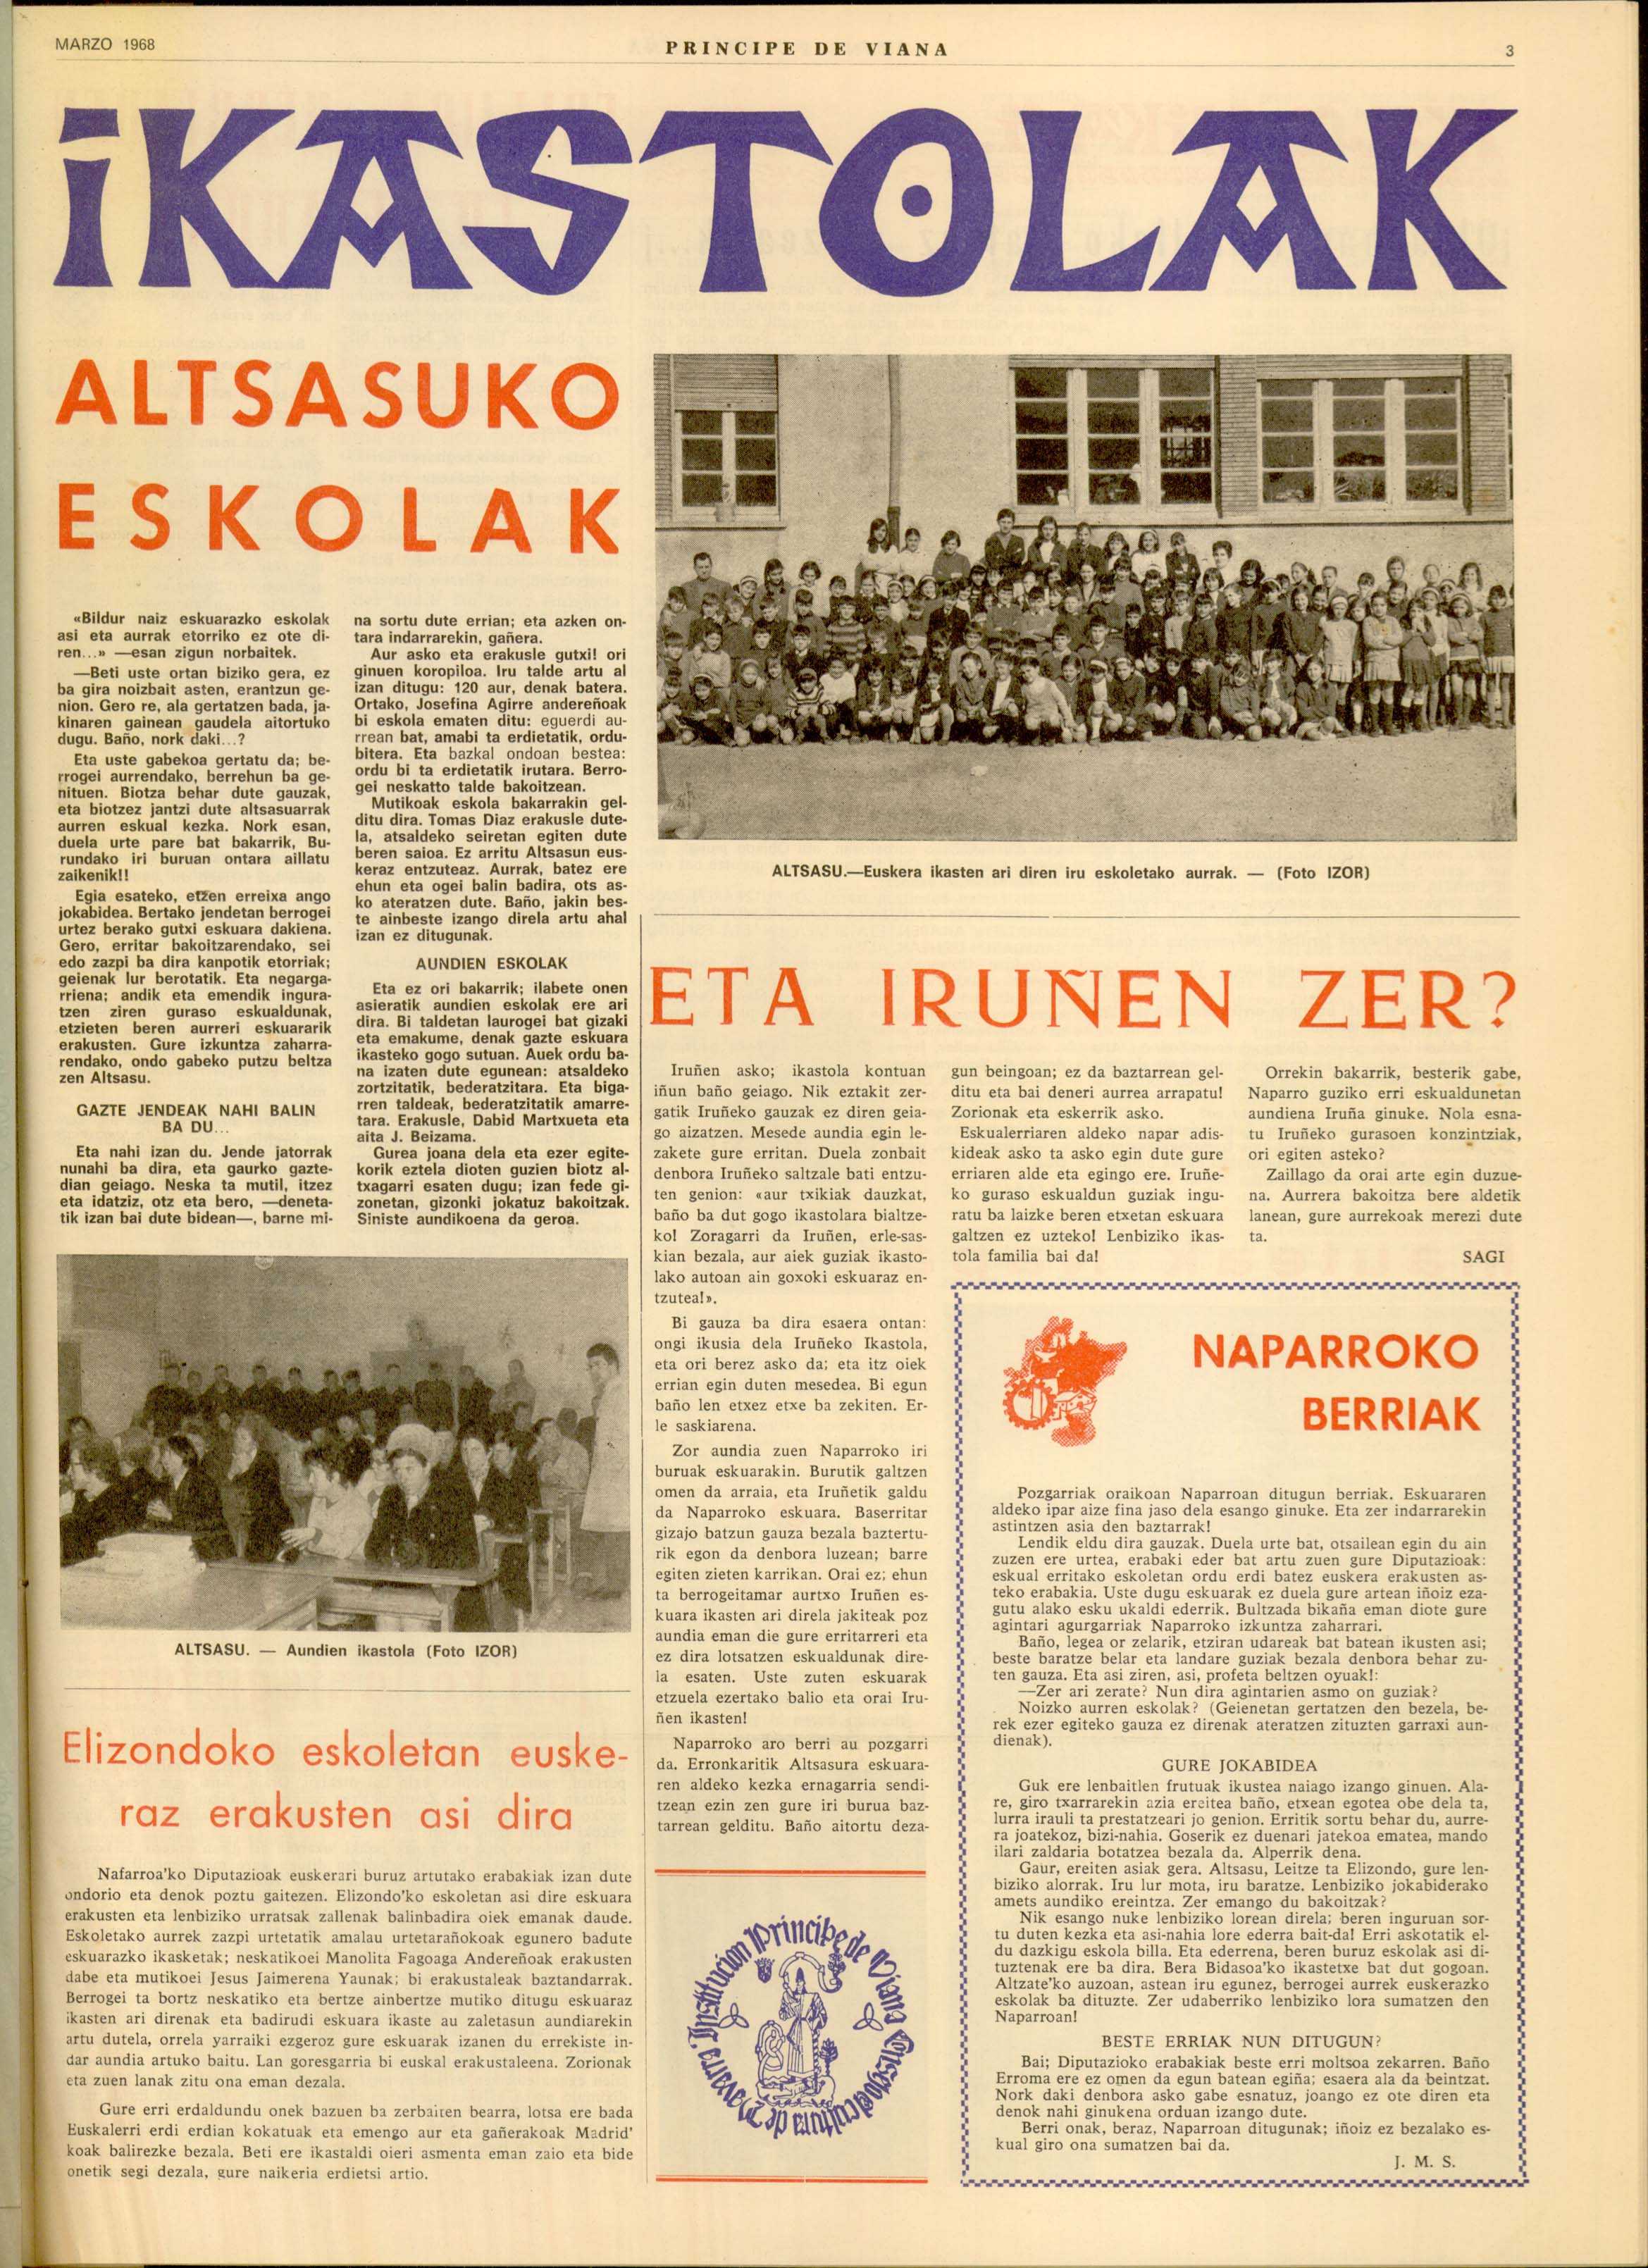 MARZO 1968
PRINCIPE DE VIANA
3
iKASTOLAK
ALTSASUKO
ESKOLAK
«Bildur naiz eskuarazko eskolak
asi eta aurrak etorriko ez ote di-
ren...» —esan zigun norbaitek.
—Beti uste ortan biziko gera, ez
ba gira noizbait asten, erantzun ge-
nion. Gero re, ala gertatzen bada, ja-
kinaren gainean gaudela aitortuko
dugu. Baño, nork daki...?
Eta uste gabekoa gertatu da; be-
rrogei aurrendako, berrehun ba ge-
nituen. Biotza behar dute gauzak,
eta biotzez jantzi dute altsasuarrak
aurren eskual kezka. Nork esan,
duela urte pare bat bakarrik, Bu-
rundako iri buruan ontara aillatu
zaikenik!!
Egia esateko, etzen erreixa ango
jokabidea. Bertako jendetan berrogei
urtez berako gutxi eskuara dakiena.
Gero, erritar bakoitzarendako, sei
edo zazpi ba dira kanpotik etorriak;
geienak lur berotatik. Eta negarga-
rriena; andik eta emendik ingura-
tzen ziren guraso eskualdunak,
etzieten beren aurreri eskuararik
erakusten. Gure izkuntza zaharra-
rendako, ondo gabeko putzu beltza
zen Altsasu.
GAZTE JENDEAK NAHI BALIN
BA DU...
Eta nahi izan du. Jende jatorrak
nunahi ba dira, eta gaurko gazte-
dian geiago. Neska ta mutil, itzez
eta idatziz, otz eta bero, —deneta-
tik izan bai dute bidean—, barne mi-
na sortu dute errian; eta azken on-
tara indarrarekin, gañera.
Aur asko eta erakusle gutxi! ori
ginuen koropiloa. Iru talde artu al
izan ditugu: 120 aur, denak batera.
Ortako, Josefina Agirre andereñoak
bi eskola ematen ditu: eguerdi au-
rrean bat, amabi ta erdietatik, ordu-
bitera. Eta bazkal ondoan bestea:
ordu bi ta erdietatik irutara. Berro-
gei neskatto talde bakoitzean.
Mutikoak eskola bakarrakin gel-
ditu dira. Tomas Diaz erakusle dute-
la, atsaldeko seiretan egiten dute
beren saioa. Ez arritu Altsasun eus-
keraz entzuteaz. Aurrak, batez ere
ehun eta ogei balin badira, ots as-
ko ateratzen dute. Baño, jakin bes-
te ainbeste izango direla artu ahal
izan ez ditugunak.
AUNDIEN ESKOLAK
Eta ez ori bakarrik; ilabete onen
asieratik aundien eskolak ere ari
dira. Bi taldetan laurogei bat gizaki
eta emakume, denak gazte eskuara
ikasteko gogo sutuan. Auek ordu ba-
na izaten dute egunean: atsaldeko
zortzitatik, bederatzitara. Eta biga-
rren taldeak, bederatzitatik amarre-
tara. Erakusle, Dabid Martxueta eta
aita J. Beizama.
Gurea joana dela eta ezer egite-
korik eztela dioten guzien biotz al-
txagarri esaten dugu; izan fede gi-
zonetan, gizonki jokatuz bakoitzak.
Siniste aundikoena da geroa.
ALTSASU.—Euskera ikasten ari diren iru eskoletako aurrak. — (Foto IZOR)
ALTSASU. — Aundien ikastola (Foto IZOR)
Elizondoko eskoletan euske-
raz erakusten asi dira
Nafarroa'ko Diputazioak euskerari buruz artutako erabakiak izan dute
ondorio eta denok poztu gaitezen. Elizondo'ko eskoletan asi dire eskuara
erakusten eta lenbiziko urratsak zallenak balinbadira oiek emanak daude.
Eskoletako aurrek zazpi urtetatik amalau urtetarañokoak egunero badute
eskuarazko ikasketak; neskatikoei Manolita Fagoaga Andereñoak erakusten
dabe eta mutikoei Jesus Jaimerena Yaunak; bi erakustaleak baztandarrak.
Berrogei ta bortz neskatiko eta bertze ainbertze mutiko ditugu eskuaraz
ikasten ari direnak eta badirudi eskuara ikaste au zaletasun aundiarekin
artu dutela, orrela yarraiki ezgeroz gure eskuarak izanen du errekiste in-
dar aundia artuko baitu. Lan goresgarria bi euskal erakustaleena. Zorionak
eta zuen lanak zitu ona eman dezala.
Gure erri erdaldundu onek bazuen ba zerbaiten bearra, lotsa ere bada
Euskalerri erdi erdian kokatuak eta emengo aur eta gañerakoak Madrid'
koak balirezke bezala. Beti ere ikastaldi oieri asmenta eman zaio eta bide
onetik segi dezala, gure naikeria erdietsi artio.
ETA IRUÑEN ZER?
Iruñen asko; ikastola kontuan
iñun baño geiago. Nik eztakit zer-
gatik Iruñeko gauzak ez diren geia-
go aizatzen. Mesede aundia egin le-
zakete gure erritan. Duela zonbait
denbora Iruñeko saltzale bati entzu-
ten genion: «aur txikiak dauzkat,
baño ba dut gogo ikastolara bialtze-
ko! Zoragarri da Iruñen, erle-sas-
kian bezala, aur aiek guziak ikasto-
lako autoan ain goxoki eskuaraz en-
tzutea!».
Bi gauza ba dira esaera ontan:
ongi ikusia dela Iruñeko Ikastola,
eta ori berez asko da; eta itz oiek
errian egin duten mesedea. Bi egun
baño len etxez etxe ba zekiten. Er-
le saskiarena.
Zor aundia zuen Naparroko iri
buruak eskuarakin. Burutik galtzen
omen da arraia, eta Iruñetik galdu
da Naparroko eskuara. Baserritar
gizajo batzun gauza bezala baztertu-
rik egon da denbora luzean; barre
egiten zieten karrikan. Orai ez; ehun
ta berrogeitamar aurtxo Iruñen es-
kuara ikasten ari direla jakiteak poz
aundia eman die gure erritarreri eta
ez dira lotsatzen eskualdunak dire-
la esaten. Uste zuten eskuarak
etzuela ezertako balio eta orai Iru-
ñen ikasten!
Naparroko aro berri au pozgarri
da. Erronkaritik Altsasura eskuara-
ren aldeko kezka ernagarria sendi-
tzean ezin zen gure iri burua baz-
tarrean gelditu. Baño aitortu deza-
gun beingoan; ez da baztarrean gel-
ditu eta bai deneri aurrea arrapatu!
Zorionak eta eskerrik asko.
Eskualerriaren aldeko napar adis-
kideak asko ta asko egin dute gure
erriaren alde eta egingo ere. Iruñe-
ko guraso eskualdun guziak ingu-
ratu ba laizke beren etxetan eskuara
galtzen ez uzteko! Lenbiziko ikas-
tola familia bai da!
Orrekin bakarrik, besterik gabe,
Naparro guziko erri eskualdunetan
aundiena Iruña ginuke. Nola esna-
tu Iruñeko gurasoen konzintziak,
ori egiten asteko?
Zaillago da orai arte egin duzue-
na. Aurrera bakoitza bere aldetik
lanean, gure aurrekoak merezi dute
ta.
SAGI
Institucion Principe de Viana Consejo de cultura de Navarra
NAPARROKO
BERRIAK
Pozgarriak oraikoan Naparroan ditugun berriak. Eskuararen
aldeko ipar aize fina jaso dela esango ginuke. Eta zer indarrarekin
astintzen asia den baztarrak!
Lendik eldu dira gauzak. Duela urte bat, otsailean egin du ain
zuzen ere urtea, erabaki eder bat artu zuen gure Diputazioak:
eskual erritako eskoletan ordu erdi batez euskera erakusten as-
teko erabakia. Uste dugu eskuarak ez duela gure artean iñoiz eza-
gutu alako esku ukaldi ederrik. Bultzada bikaña eman diote gure
agintari agurgarriak Naparroko izkuntza zaharrari.
Baño, legea or zelarik, etziran udareak bat batean ikusten asi;
beste baratze belar eta landare guziak bezala denbora behar zu-
ten gauza. Eta asi ziren, asi, profeta beltzen oyuak!:
—Zer ari zerate? Nun dira agintarien asmo on guziak?
Noizko aurren eskolak? (Geienetan gertatzen den bezela, be-
rek ezer egiteko gauza ez direnak ateratzen zituzten garraxi aun-
dienak).
GURE JOKABIDEA
Guk ere lenbaitlen frutuak ikustea naiago izango ginuen. Ala-
re, giro txarrarekin azia ereitea baño, etxean egotea obe dela ta,
lurra irauli ta prestatzeari jo genion. Erritik sortu behar du, aurre-
ra joatekoz, bizi-nahia. Goserik ez duenari jatekoa ematea, mando
ilari zaldaria botatzea bezala da. Alperrik dena.
Gaur, ereiten asiak gera. Altsasu, Leitze ta Elizondo, gure len-
biziko alorrak. Iru lur mota, iru baratze. Lenbiziko jokabiderako
amets aundiko ereintza. Zer emango du bakoitzak?
Nik esango nuke lenbiziko lorean direla; beren inguruan sor-
tu duten kezka eta asi-nahia lore ederra bait-da! Erri askotatik el-
du dazkigu eskola billa. Eta ederrena, beren buruz eskolak asi di-
tuztenak ere ba dira. Bera Bidasoa'ko ikastetxe bat dut gogoan.
Altzate'ko auzoan, astean iru egunez, berrogei aurrek euskerazko
eskolak ba dituzte. Zer udaberriko lenbiziko lora sumatzen den
Naparroan!
BESTE ERRIAK NUN DITUGUN?
Bai; Diputazioko erabakiak beste erri moltsoa zekarren. Baño
Erroma ere ez omen da egun batean egiña; esaera ala da beintzat.
Nork daki denbora asko gabe esnatuz, joango ez ote diren eta
denok nahi ginukena orduan izango dute.
Berri onak, beraz, Naparroan ditugunak; iñoiz ez bezalako es-
kual giro ona sumatzen bai da.
J. M. S.